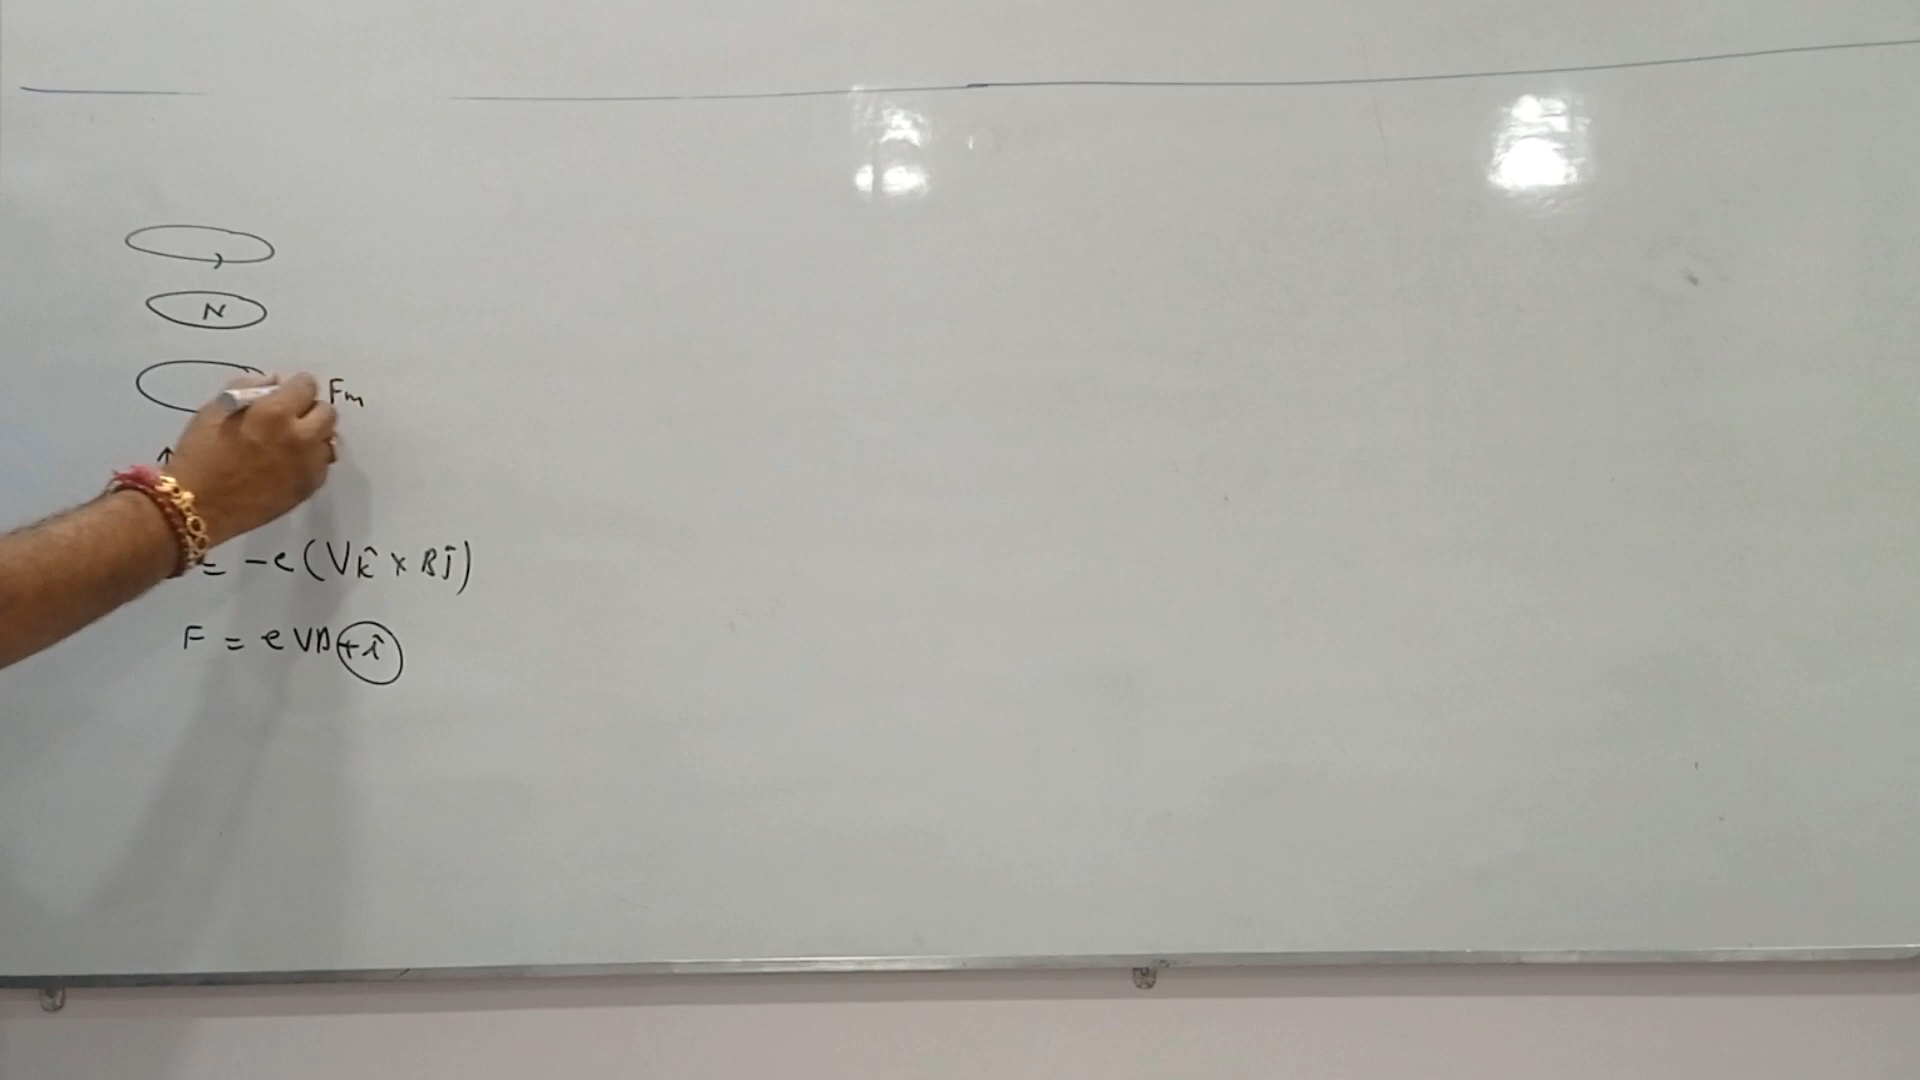 N
Fm
= -e(Vk̂ × Bĵ)
F = eVB+î